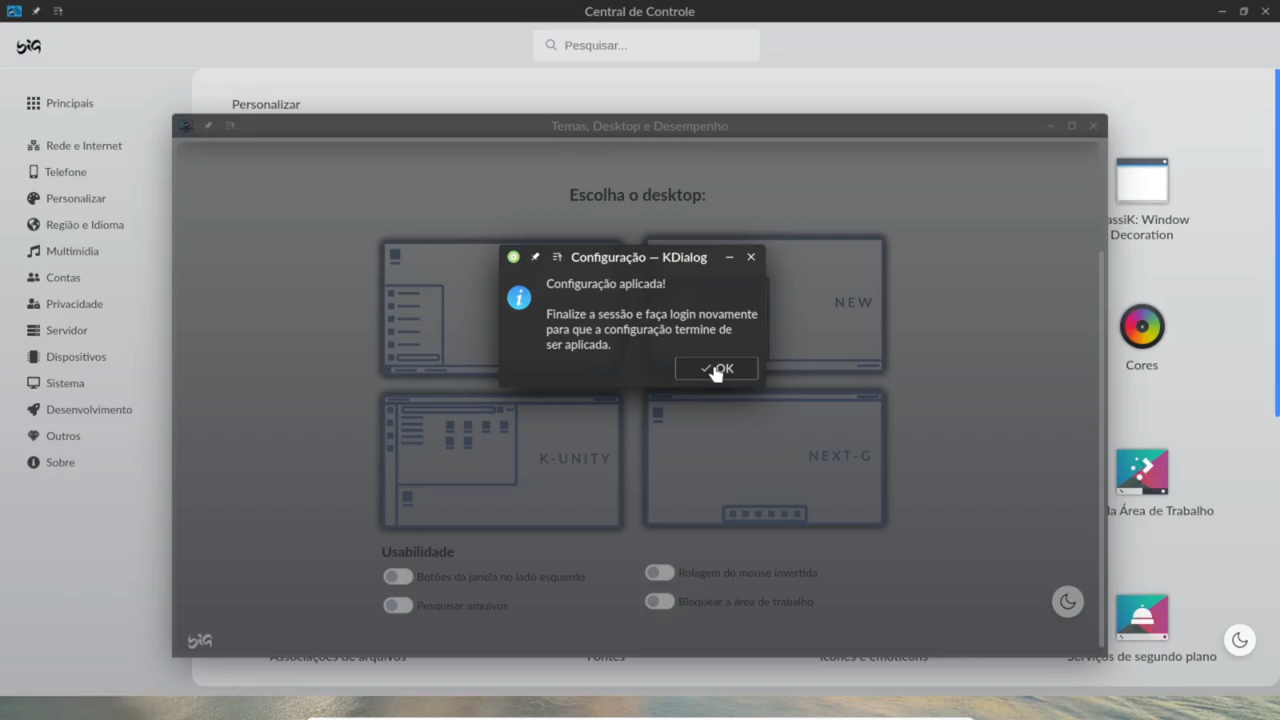 Central de Controle
Pesquisar...
Principais
Rede e Internet
Telefone
Personalizar
Região e Idioma
Multimídia
Contas
Privacidade
Servidor
Dispositivos
Sistema
Desenvolvimento
Outros
Sobre
Personalizar
Temas, Desktop e Desempenho
Escolha o desktop:
NEW
K-UNITY
NEXT-G
Configuração — KDialog
Configuração aplicada!
Finalize a sessão e faça login novamente
para que a configuração termine de
ser aplicada.
OK
Usabilidade
Botões da janela no lado esquerdo
Rolagem do mouse invertida
Pesquisar arquivos
Bloquear a área de trabalho
assiK: Window
Decoration
Cores
la Área de Trabalho
Associações de arquivos
Fontes
Ícones e emoticons
Serviços de segundo plano